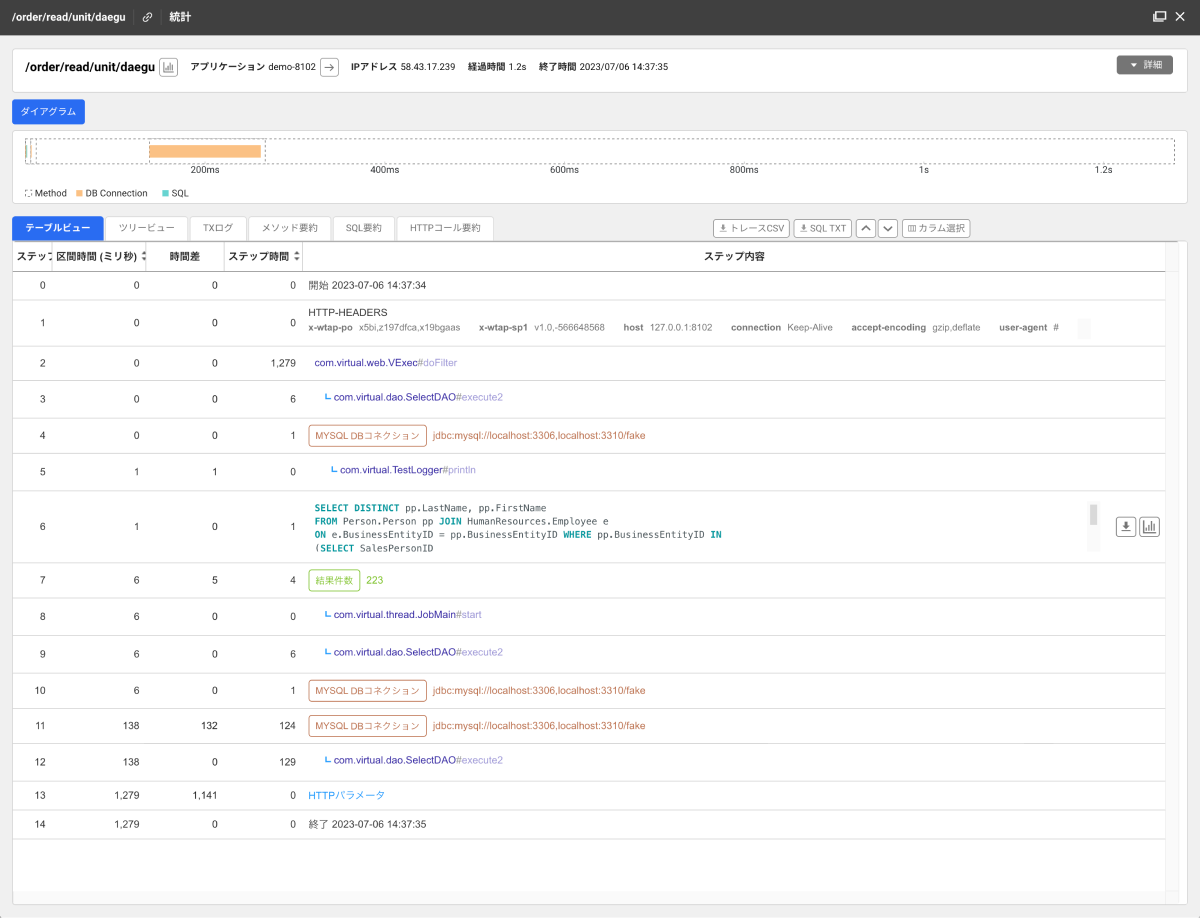 /order/read/unit/daegu 統計
/order/read/unit/daegu アプリケーション demo-8102 → IPアドレス 58.43.17.239 経過時間 1.2s 終了時間 2023/07/06 14:37:35 詳細
ダイアグラム
200ms 400ms 600ms 800ms 1s 1.2s
Method DB Connection SQL
テーブルビュー ツリービュー TXログ メソッド要約 SQL要約 HTTPコール要約 トレースCSV SQL TXT カラム選択
ステップ 区間時間 (ミリ秒) 時間差 ステップ時間 ステップ内容
0 0 0 0 開始 2023-07-06 14:37:34
1 0 0 0 HTTP-HEADERS
x-wtap-po x5bi,z197dfca,x19bgaas x-wtap-sp1 v1.0,-566648568 host 127.0.0.1:8102 connection Keep-Alive accept-encoding gzip,deflate user-agent #
2 0 0 1,279 com.virtual.web.VExec#doFilter
3 0 0 6 com.virtual.dao.SelectDAO#execute2
4 0 0 1 MYSQL DBコネクション jdbc:mysql://localhost:3306,localhost:3310/fake
5 1 1 0 com.virtual.TestLogger#println
6 1 0 1 SELECT DISTINCT pp.LastName, pp.FirstName
FROM Person.Person pp JOIN HumanResources.Employee e
ON e.BusinessEntityID = pp.BusinessEntityID WHERE pp.BusinessEntityID IN
(SELECT SalesPersonID
7 6 5 4 結果件数 223
8 6 0 0 com.virtual.thread.JobMain#start
9 6 0 6 com.virtual.dao.SelectDAO#execute2
10 6 0 1 MYSQL DBコネクション jdbc:mysql://localhost:3306,localhost:3310/fake
11 138 132 124 MYSQL DBコネクション jdbc:mysql://localhost:3306,localhost:3310/fake
12 138 0 129 com.virtual.dao.SelectDAO#execute2
13 1,279 1,141 0 HTTPパラメータ
14 1,279 0 0 終了 2023-07-06 14:37:35